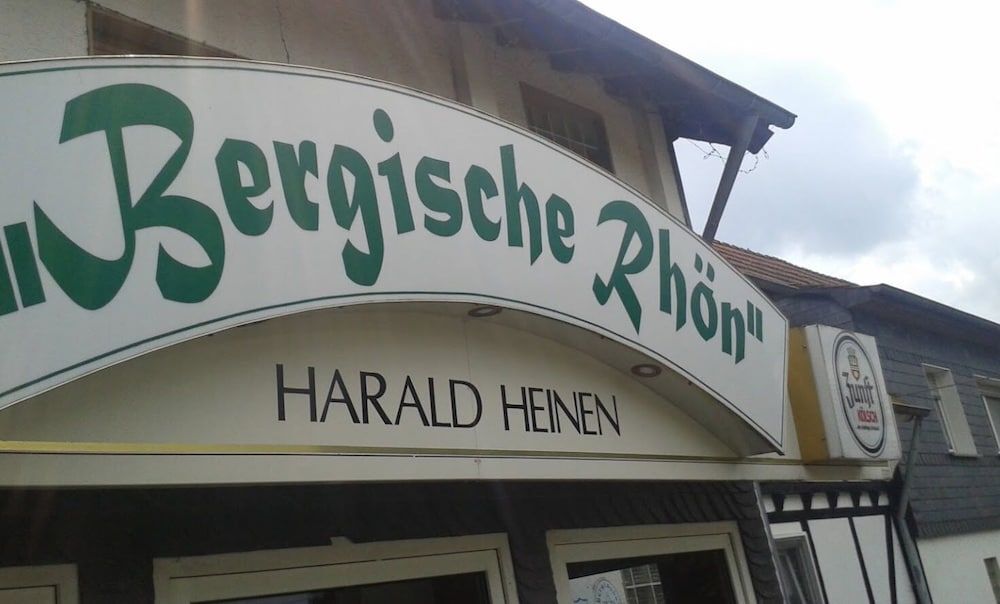 „Bergische Rhön"
HARALD HEINEN
Zunft
KÖLSCH